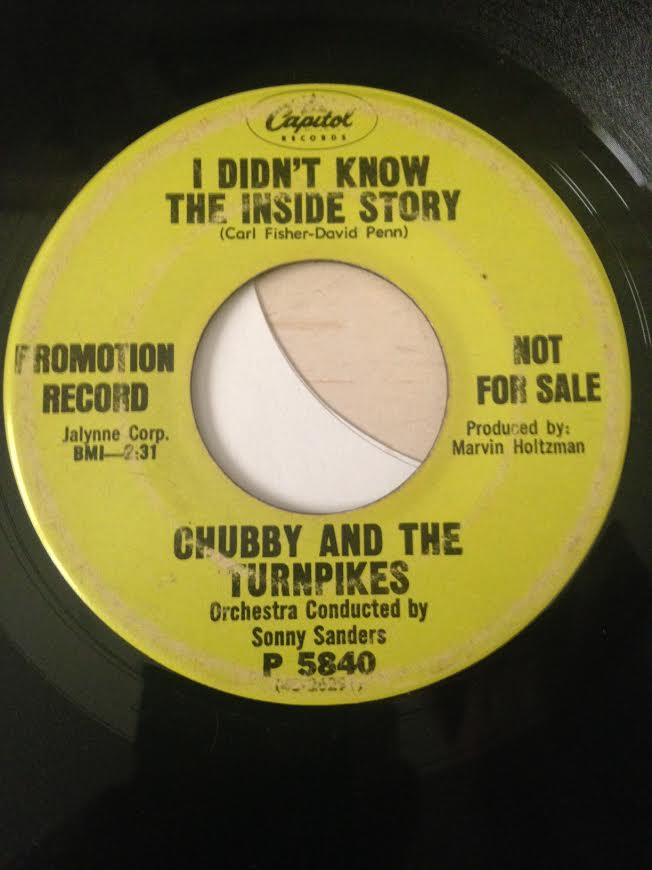 Capitol
RECORDS
I DIDN'T KNOW
THE INSIDE STORY
(Carl Fisher-David Penn)
PROMOTION
RECORD
Jalynne Corp.
BMI—2:31
NOT
FOR SALE
Produced by:
Marvin Holtzman
CHUBBY AND THE
TURNPIKES
Orchestra Conducted by
Sonny Sanders
P 5840